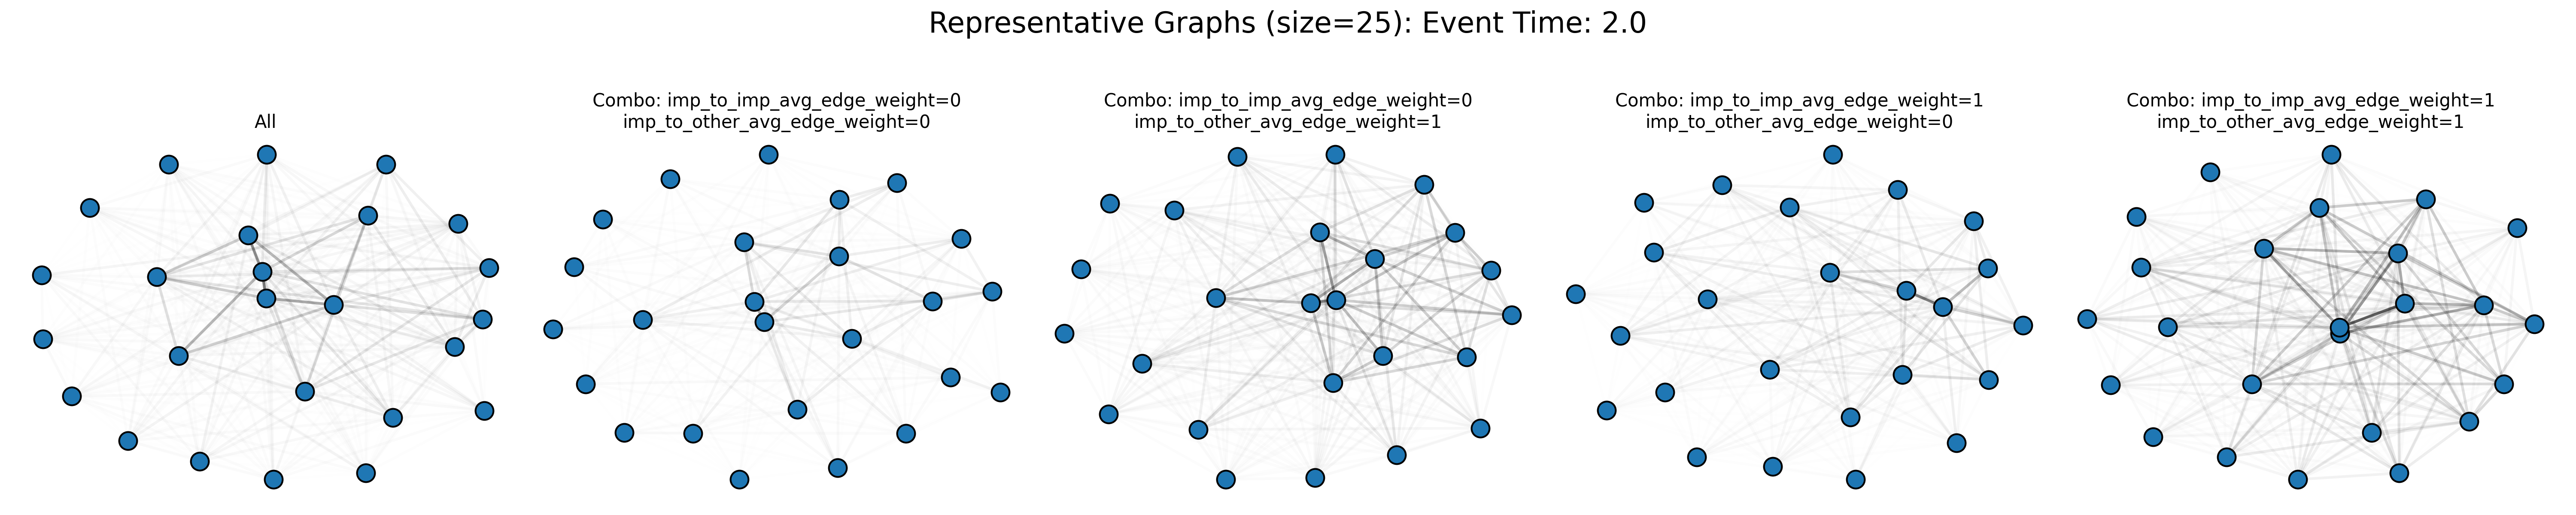 Representative Graphs (size=25): Event Time: 2.0
All
Combo: imp_to_imp_avg_edge_weight=0
imp_to_other_avg_edge_weight=0
Combo: imp_to_imp_avg_edge_weight=0
imp_to_other_avg_edge_weight=1
Combo: imp_to_imp_avg_edge_weight=1
imp_to_other_avg_edge_weight=0
Combo: imp_to_imp_avg_edge_weight=1
imp_to_other_avg_edge_weight=1